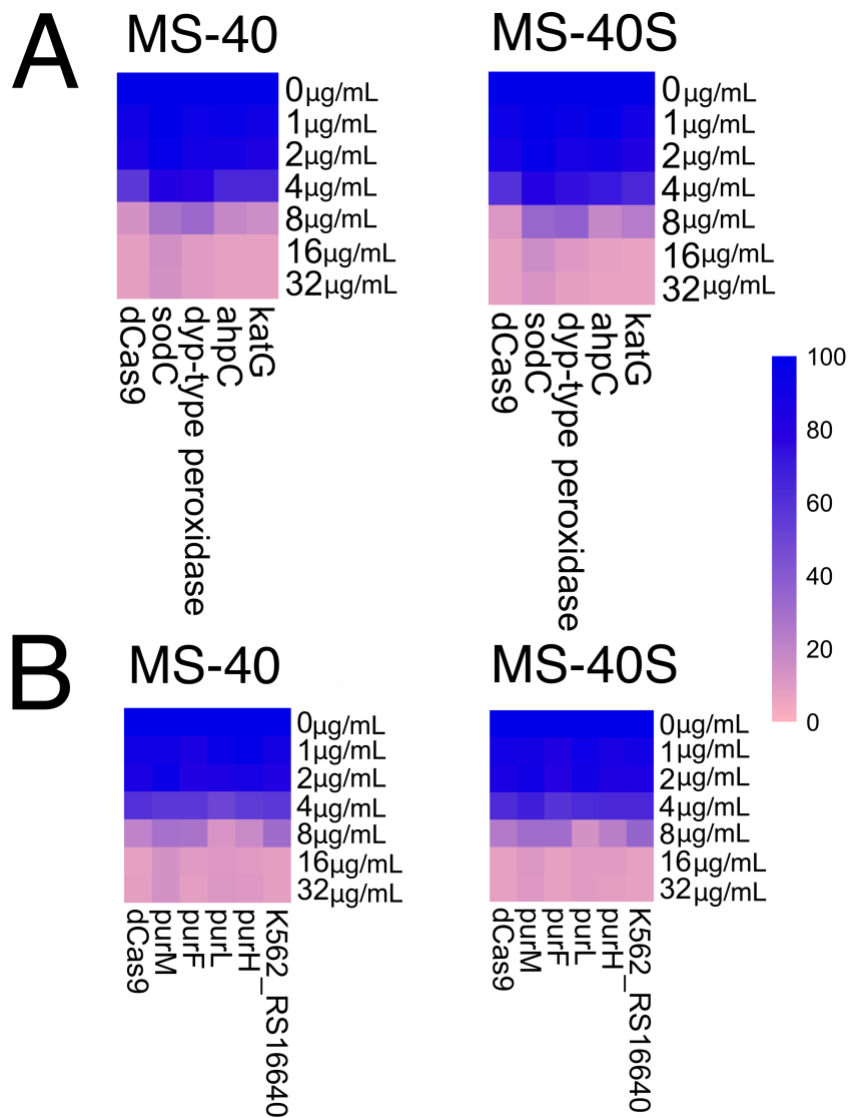 A
MS-40
MS-40S
0µg/mL
1µg/mL
2µg/mL
4µg/mL
8µg/mL
16µg/mL
32µg/mL
dCas9
sodC
dyp-type peroxidase
ahpC
katG
0µg/mL
1µg/mL
2µg/mL
4µg/mL
8µg/mL
16µg/mL
32µg/mL
dCas9
sodC
dyp-type peroxidase
ahpC
katG
100
80
60
40
20
0
B
MS-40
MS-40S
0µg/mL
1µg/mL
2µg/mL
4µg/mL
8µg/mL
16µg/mL
32µg/mL
dCas9
purM
purF
purL
purH
K562_RS16640
0µg/mL
1µg/mL
2µg/mL
4µg/mL
8µg/mL
16µg/mL
32µg/mL
dCas9
purM
purF
purL
purH
K562_RS16640